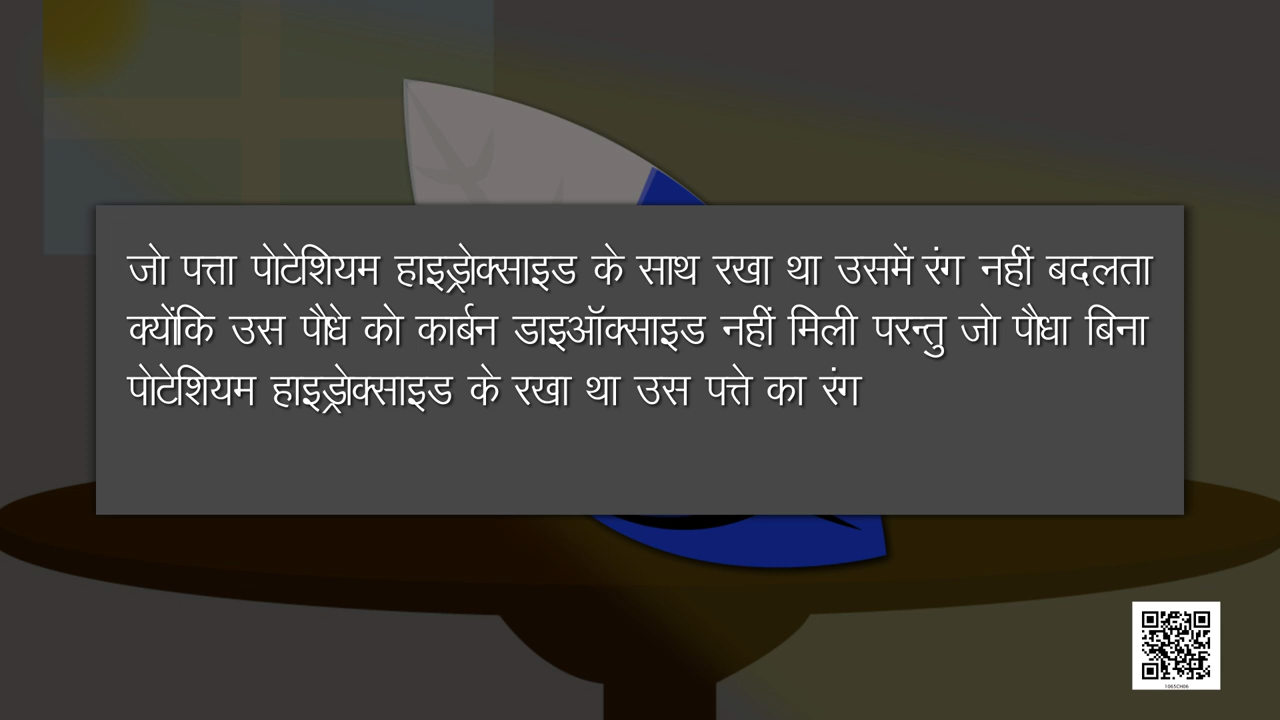 जो पत्ता पोटेशियम हाइड्रोक्साइड के साथ रखा था उसमें रंग नहीं बदलता
क्योंकि उस पौधे को कार्बन डाइऑक्साइड नहीं मिली परन्तु जो पौधा बिना
पोटेशियम हाइड्रोक्साइड के रखा था उस पत्ते का रंग
1065CH06